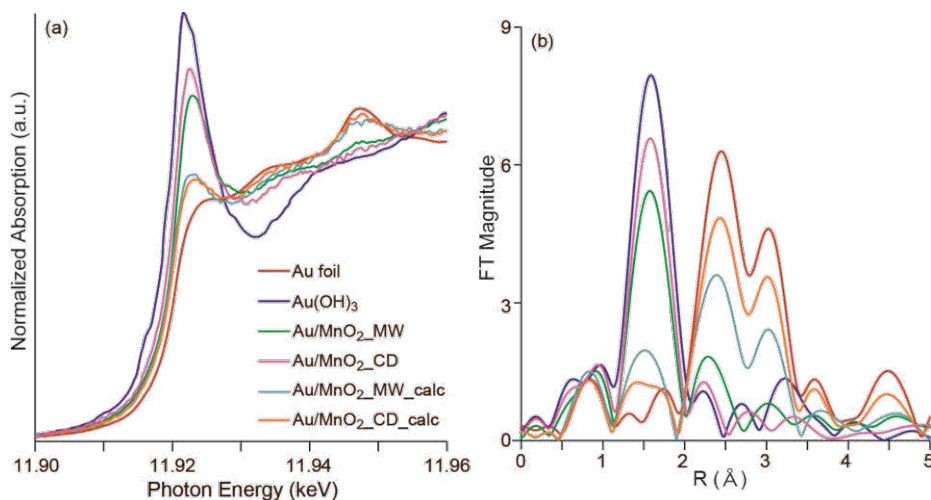 (a)
Normalized Absorption (a.u.)
Au foil
Au(OH)₃
Au/MnO₂_MW
Au/MnO₂_CD
Au/MnO₂_MW_calc
Au/MnO₂_CD_calc
11.90 11.92 11.94 11.96
Photon Energy (keV)
(b)
FT Magnitude
9
6
3
0
0 1 2 3 4 5
R (Å)